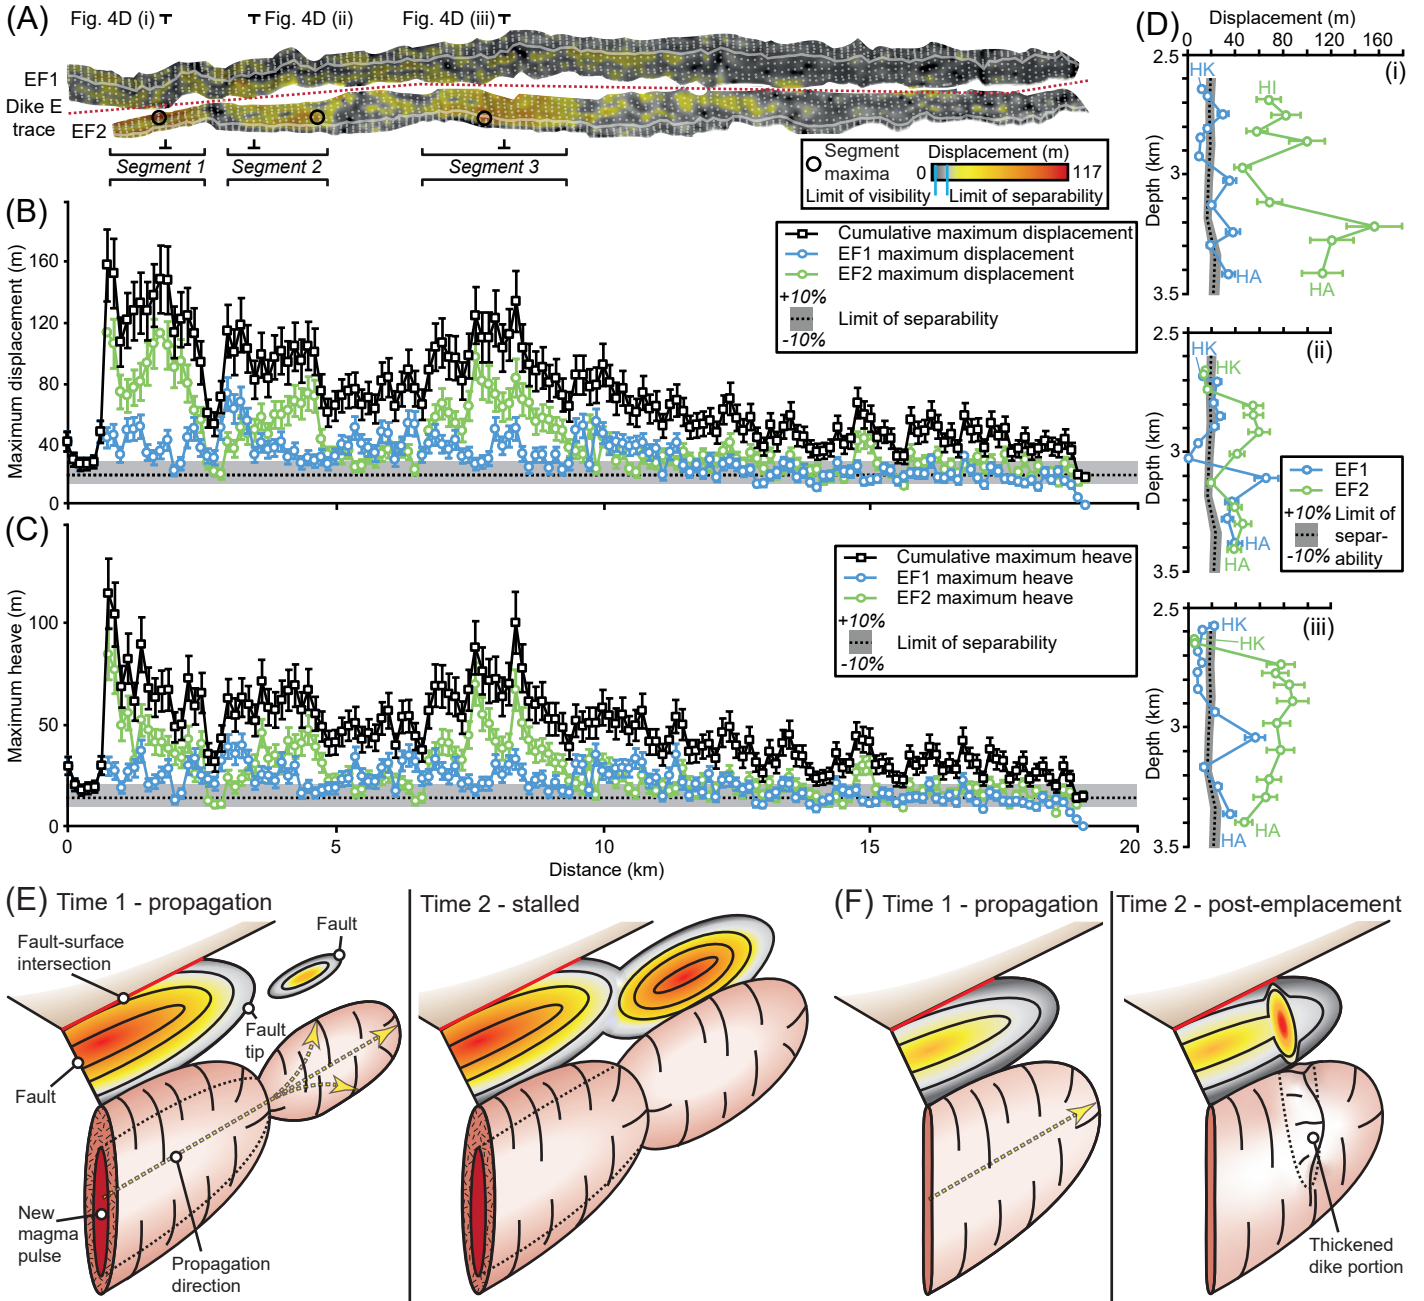 (A)
Fig. 4D (i)
Fig. 4D (ii)
Fig. 4D (iii)
EF1
Dike E
trace
EF2
Segment 1
Segment 2
Segment 3
Segment
maxima
Displacement (m)
0
117
Limit of visibility
Limit of separability
(B)
Maximum displacement (m)
160
120
80
40
0
Cumulative maximum displacement
EF1 maximum displacement
EF2 maximum displacement
+10%
Limit of separability
-10%
(C)
Maximum heave (m)
100
50
0
Cumulative maximum heave
EF1 maximum heave
EF2 maximum heave
+10%
Limit of separability
-10%
0
5
10
15
20
Distance (km)
(D)
Displacement (m)
0
40
80
120
160
2.5
(i)
HK
HI
Depth (km)
3
HA
HA
3.5
2.5
(ii)
HK
HK
Depth (km)
3
HA
HA
3.5
EF1
EF2
+10%
Limit of
separ-
ability
-10%
2.5
(iii)
HK
HK
Depth (km)
3
HA
HA
3.5
(E)
Time 1 - propagation
Fault-surface
intersection
Fault
Fault
tip
Fault
New
magma
pulse
Propagation
direction
Time 2 - stalled
(F)
Time 1 - propagation
Time 2 - post-emplacement
Thickened
dike portion